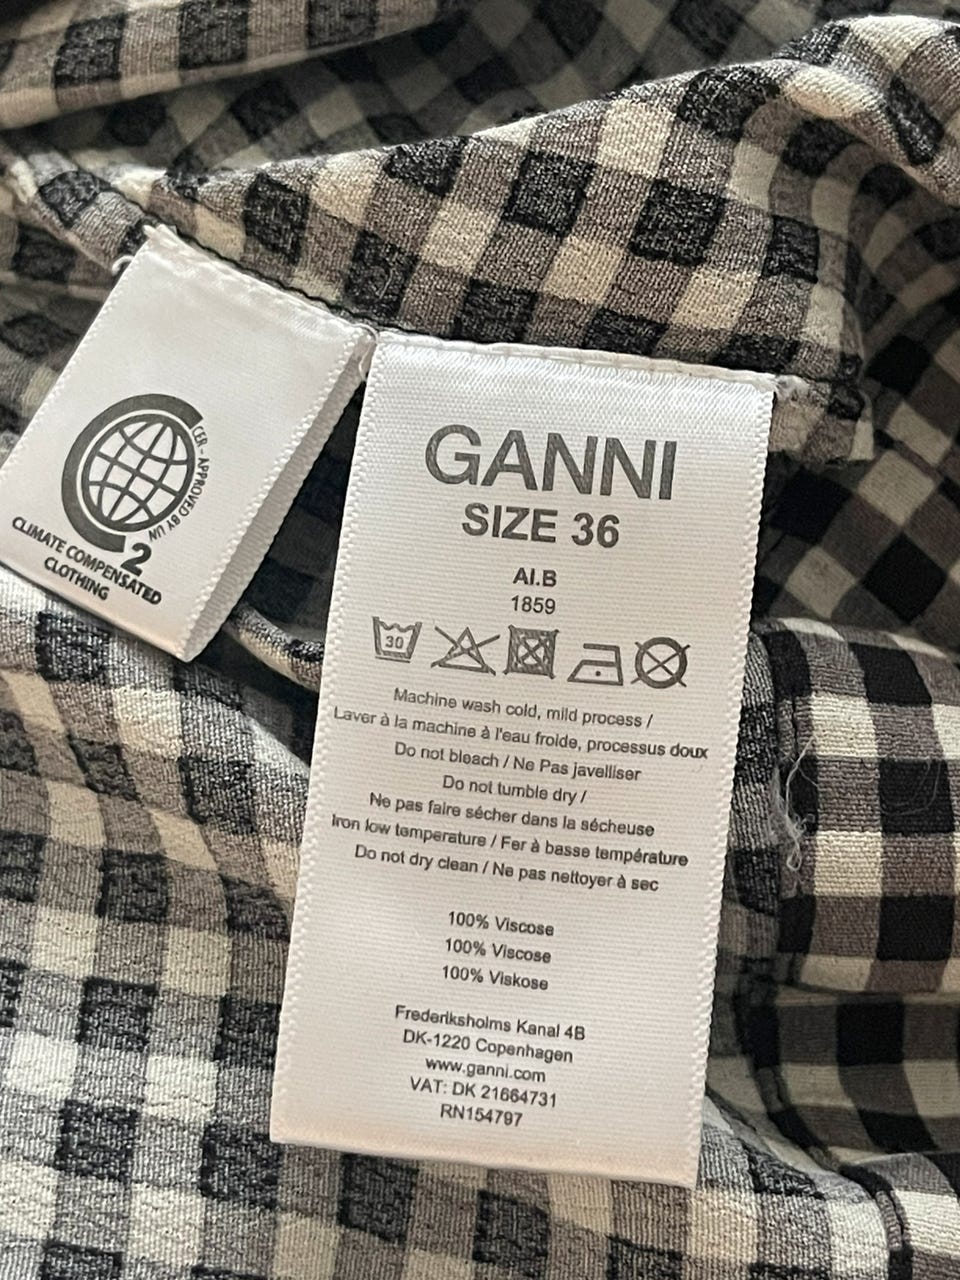 CER - APPROVED BY UN
2
CLIMATE COMPENSATED
CLOTHING
GANNI
SIZE 36
AI.B
1859
30
Machine wash cold, mild process /
Laver à la machine à l'eau froide, processus doux
Do not bleach / Ne Pas javelliser
Do not tumble dry /
Ne pas faire sécher dans la sécheuse
Iron low temperature / Fer à basse température
Do not dry clean / Ne pas nettoyer à sec
100% Viscose
100% Viscose
100% Viskose
Frederiksholms Kanal 4B
DK-1220 Copenhagen
www.ganni.com
VAT: DK 21664731
RN154797